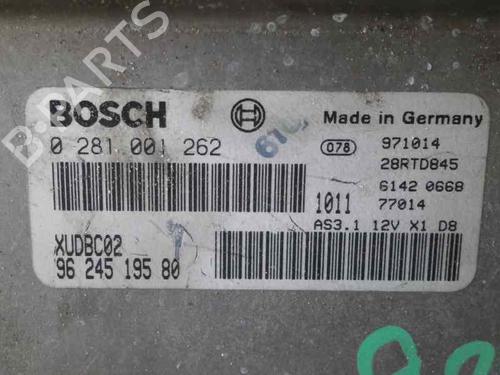 B-PARTS
BOSCH
Made in Germany
0 281 001 262
610
078
971014
28RTD845
6142 0668
1011
77014
AS3.1 12V X1 D8
XUDBC02
96 245 195 80